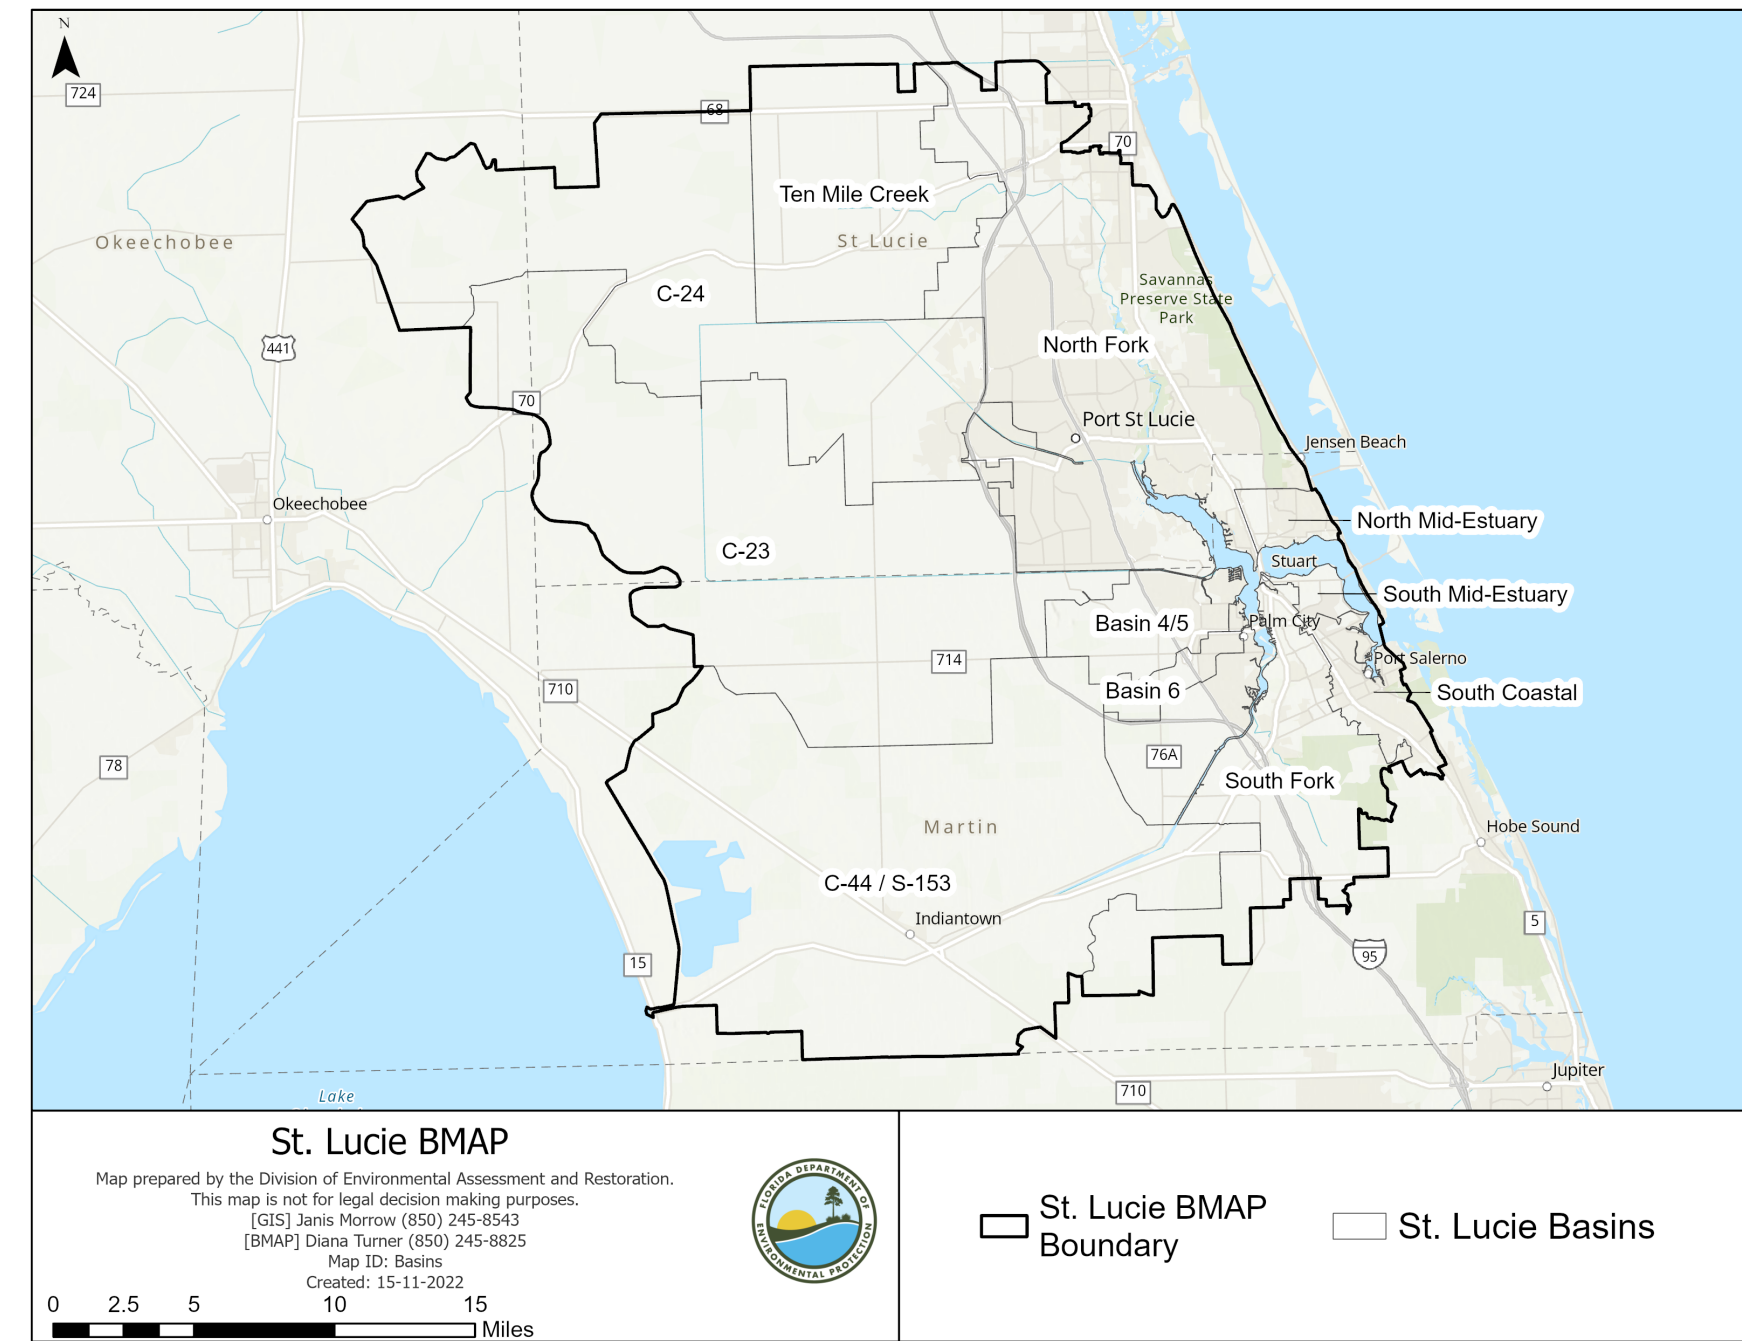 N
724
68
70
Ten Mile Creek
Okeechobee
St Lucie
C-24
Savannas
Preserve State
Park
441
North Fork
70
Port St Lucie
Jensen Beach
Okeechobee
North Mid-Estuary
C-23
Stuart
South Mid-Estuary
Basin 4/5
Palm City
714
Port Salerno
710
Basin 6
South Coastal
78
76A
South Fork
Martin
Hobe Sound
C-44 / S-153
Indiantown
5
15
95
Jupiter
710
Lake
St. Lucie BMAP
Map prepared by the Division of Environmental Assessment and Restoration.
This map is not for legal decision making purposes.
[GIS] Janis Morrow (850) 245-8543
[BMAP] Diana Turner (850) 245-8825
Map ID: Basins
Created: 15-11-2022
0 2.5 5 10 15
Miles
FLORIDA DEPARTMENT OF
ENVIRONMENTAL PROTECTION
St. Lucie BMAP
Boundary
St. Lucie Basins